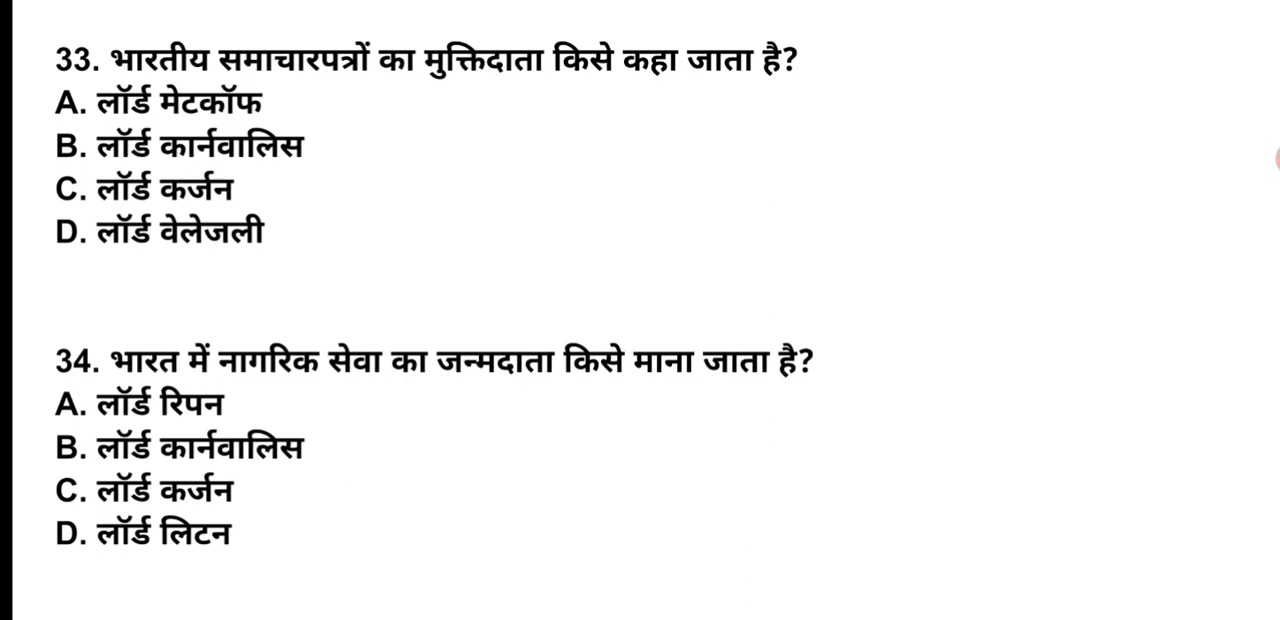 33. भारतीय समाचारपत्रों का मुक्तिदाता किसे कहा जाता है?
A. लॉर्ड मेटकॉफ
B. लॉर्ड कार्नवालिस
C. लॉर्ड कर्जन
D. लॉर्ड वेलेजली
34. भारत में नागरिक सेवा का जन्मदाता किसे माना जाता है?
A. लॉर्ड रिपन
B. लॉर्ड कार्नवालिस
C. लॉर्ड कर्जन
D. लॉर्ड लिटन